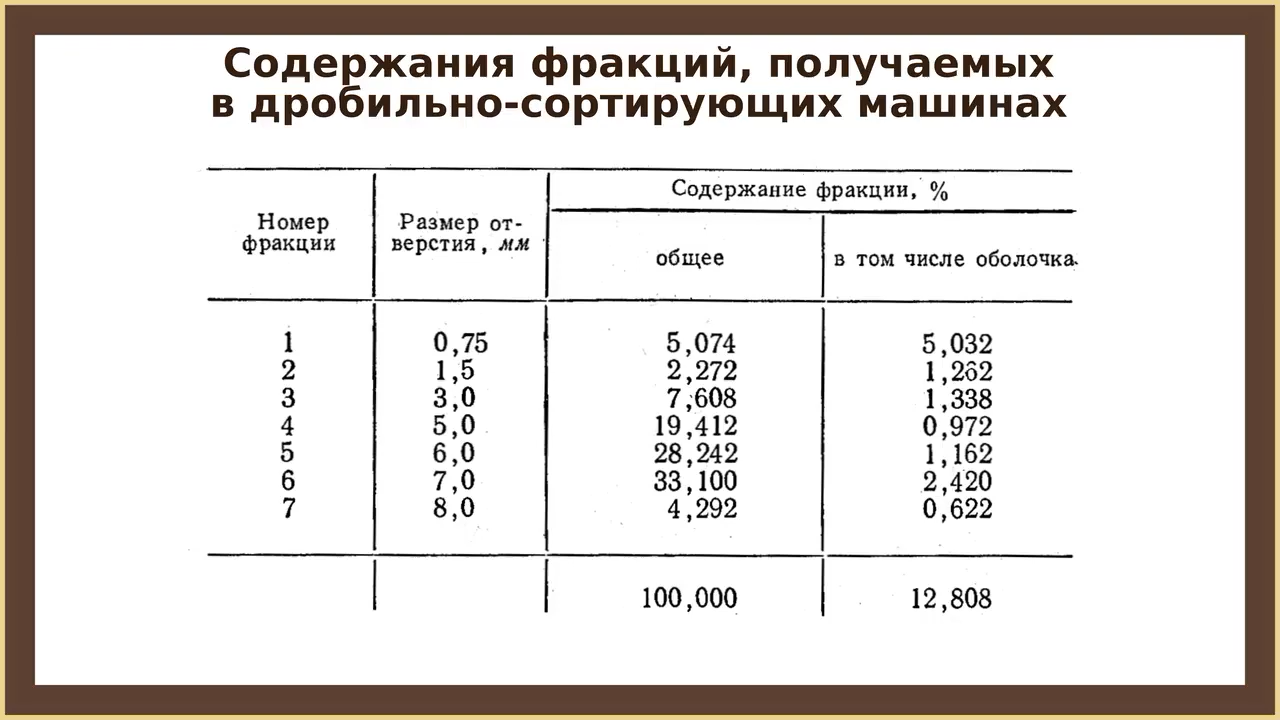 Содержания фракций, получаемых
в дробильно-сортирующих машинах
Содержание фракции, %
Номер фракции Размер отверстия, мм общее в том числе оболочка
1 0,75 5,074 5,032
2 1,5 2,272 1,262
3 3,0 7,608 1,338
4 5,0 19,412 0,972
5 6,0 28,242 1,162
6 7,0 33,100 2,420
7 8,0 4,292 0,622
100,000 12,808